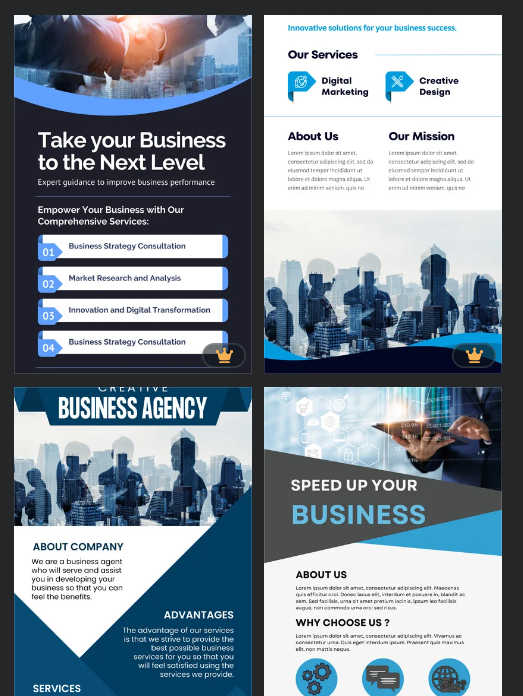 Take your Business
to the Next Level
Expert guidance to improve business performance
Empower Your Business with Our
Comprehensive Services:
01 Business Strategy Consultation
02 Market Research and Analysis
03 Innovation and Digital Transformation
04 Business Strategy Consultation
Innovative solutions for your business success.
Our Services
Digital
Marketing
Creative
Design
About Us
Lorem ipsum dolor sit amet,
consectetur adipiscing elit, sed do
eiusmod tempor incididunt ut
labore et dolore magna aliqua. Ut
enim ad minim veniam, quis no
Our Mission
Lorem ipsum dolor sit amet,
consectetur adipiscing elit, sed do
eiusmod tempor incididunt ut
labore et dolore magna aliqua. Ut
enim ad minim veniam, quis no
CREATIVE
BUSINESS AGENCY
ABOUT COMPANY
We are a business agent
who will serve and assist
you in developing your
business so that you can
feel the benefits.
ADVANTAGES
The advantage of our services
is that we strive to provide the
best possible business
services for you so that you
will feel satisfied using the
services we provide.
SERVICES
SPEED UP YOUR
BUSINESS
ABOUT US
Lorem ipsum dolor sit amet, consectetur adipiscing elit. Maecenas
quis efficitur orci. Donec eros, interdum et posuere in, blandit ac
sem. Sed facilisis, urna sit amet pretium lacinia, ipsum leo facilisis
augue, non commodo urna orci sed risus.
WHY CHOOSE US ?
Lorem ipsum dolor sit amet, consectetur adipiscing elit. Vivamus ac
consectetur urna. Duis eget imperdiet turpis. Praesent quis maximus
elit, non mattis neque.